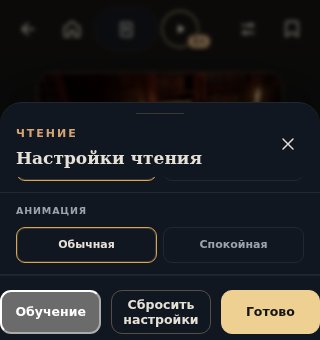 ЧТЕНИЕ
Настройки чтения
АНИМАЦИЯ
Обычная
Спокойная
Обучение
Сбросить
настройки
Готово